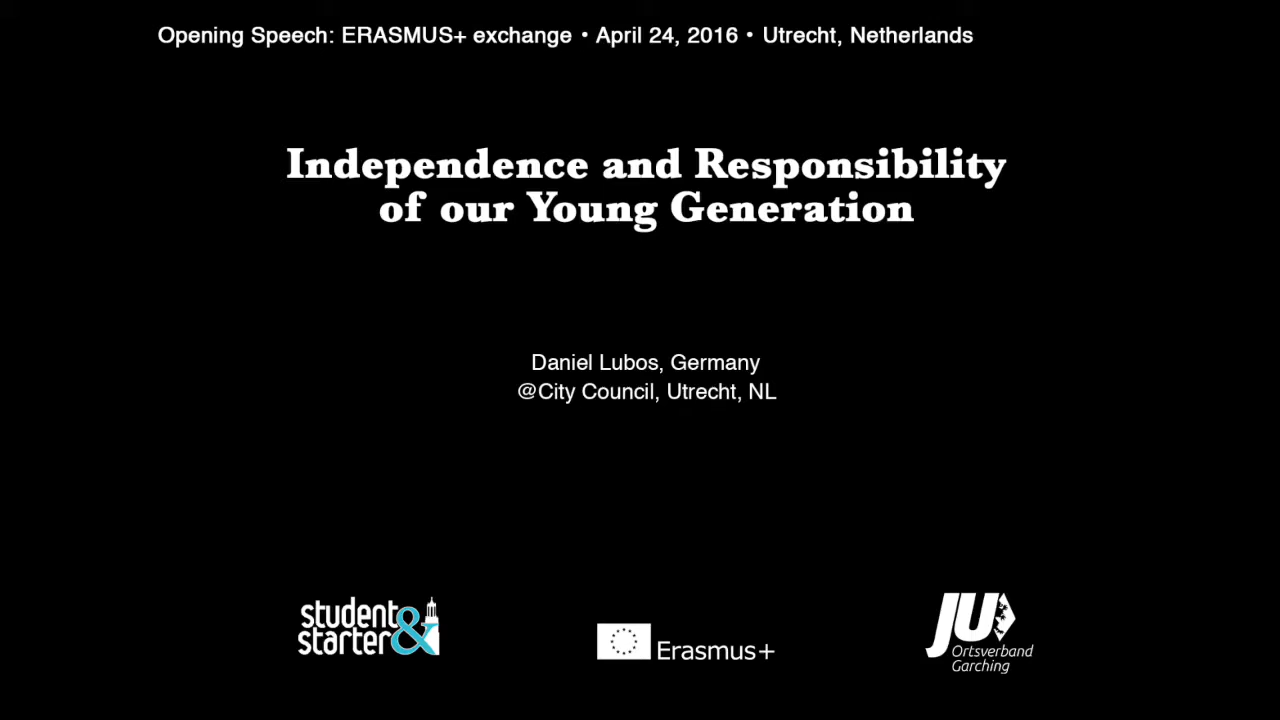 Opening Speech: ERASMUS+ exchange • April 24, 2016 • Utrecht, Netherlands
Independence and Responsibility
of our Young Generation
Daniel Lubos, Germany
@City Council, Utrecht, NL
student
starter&
Erasmus+
JU
Ortsverband
Garching